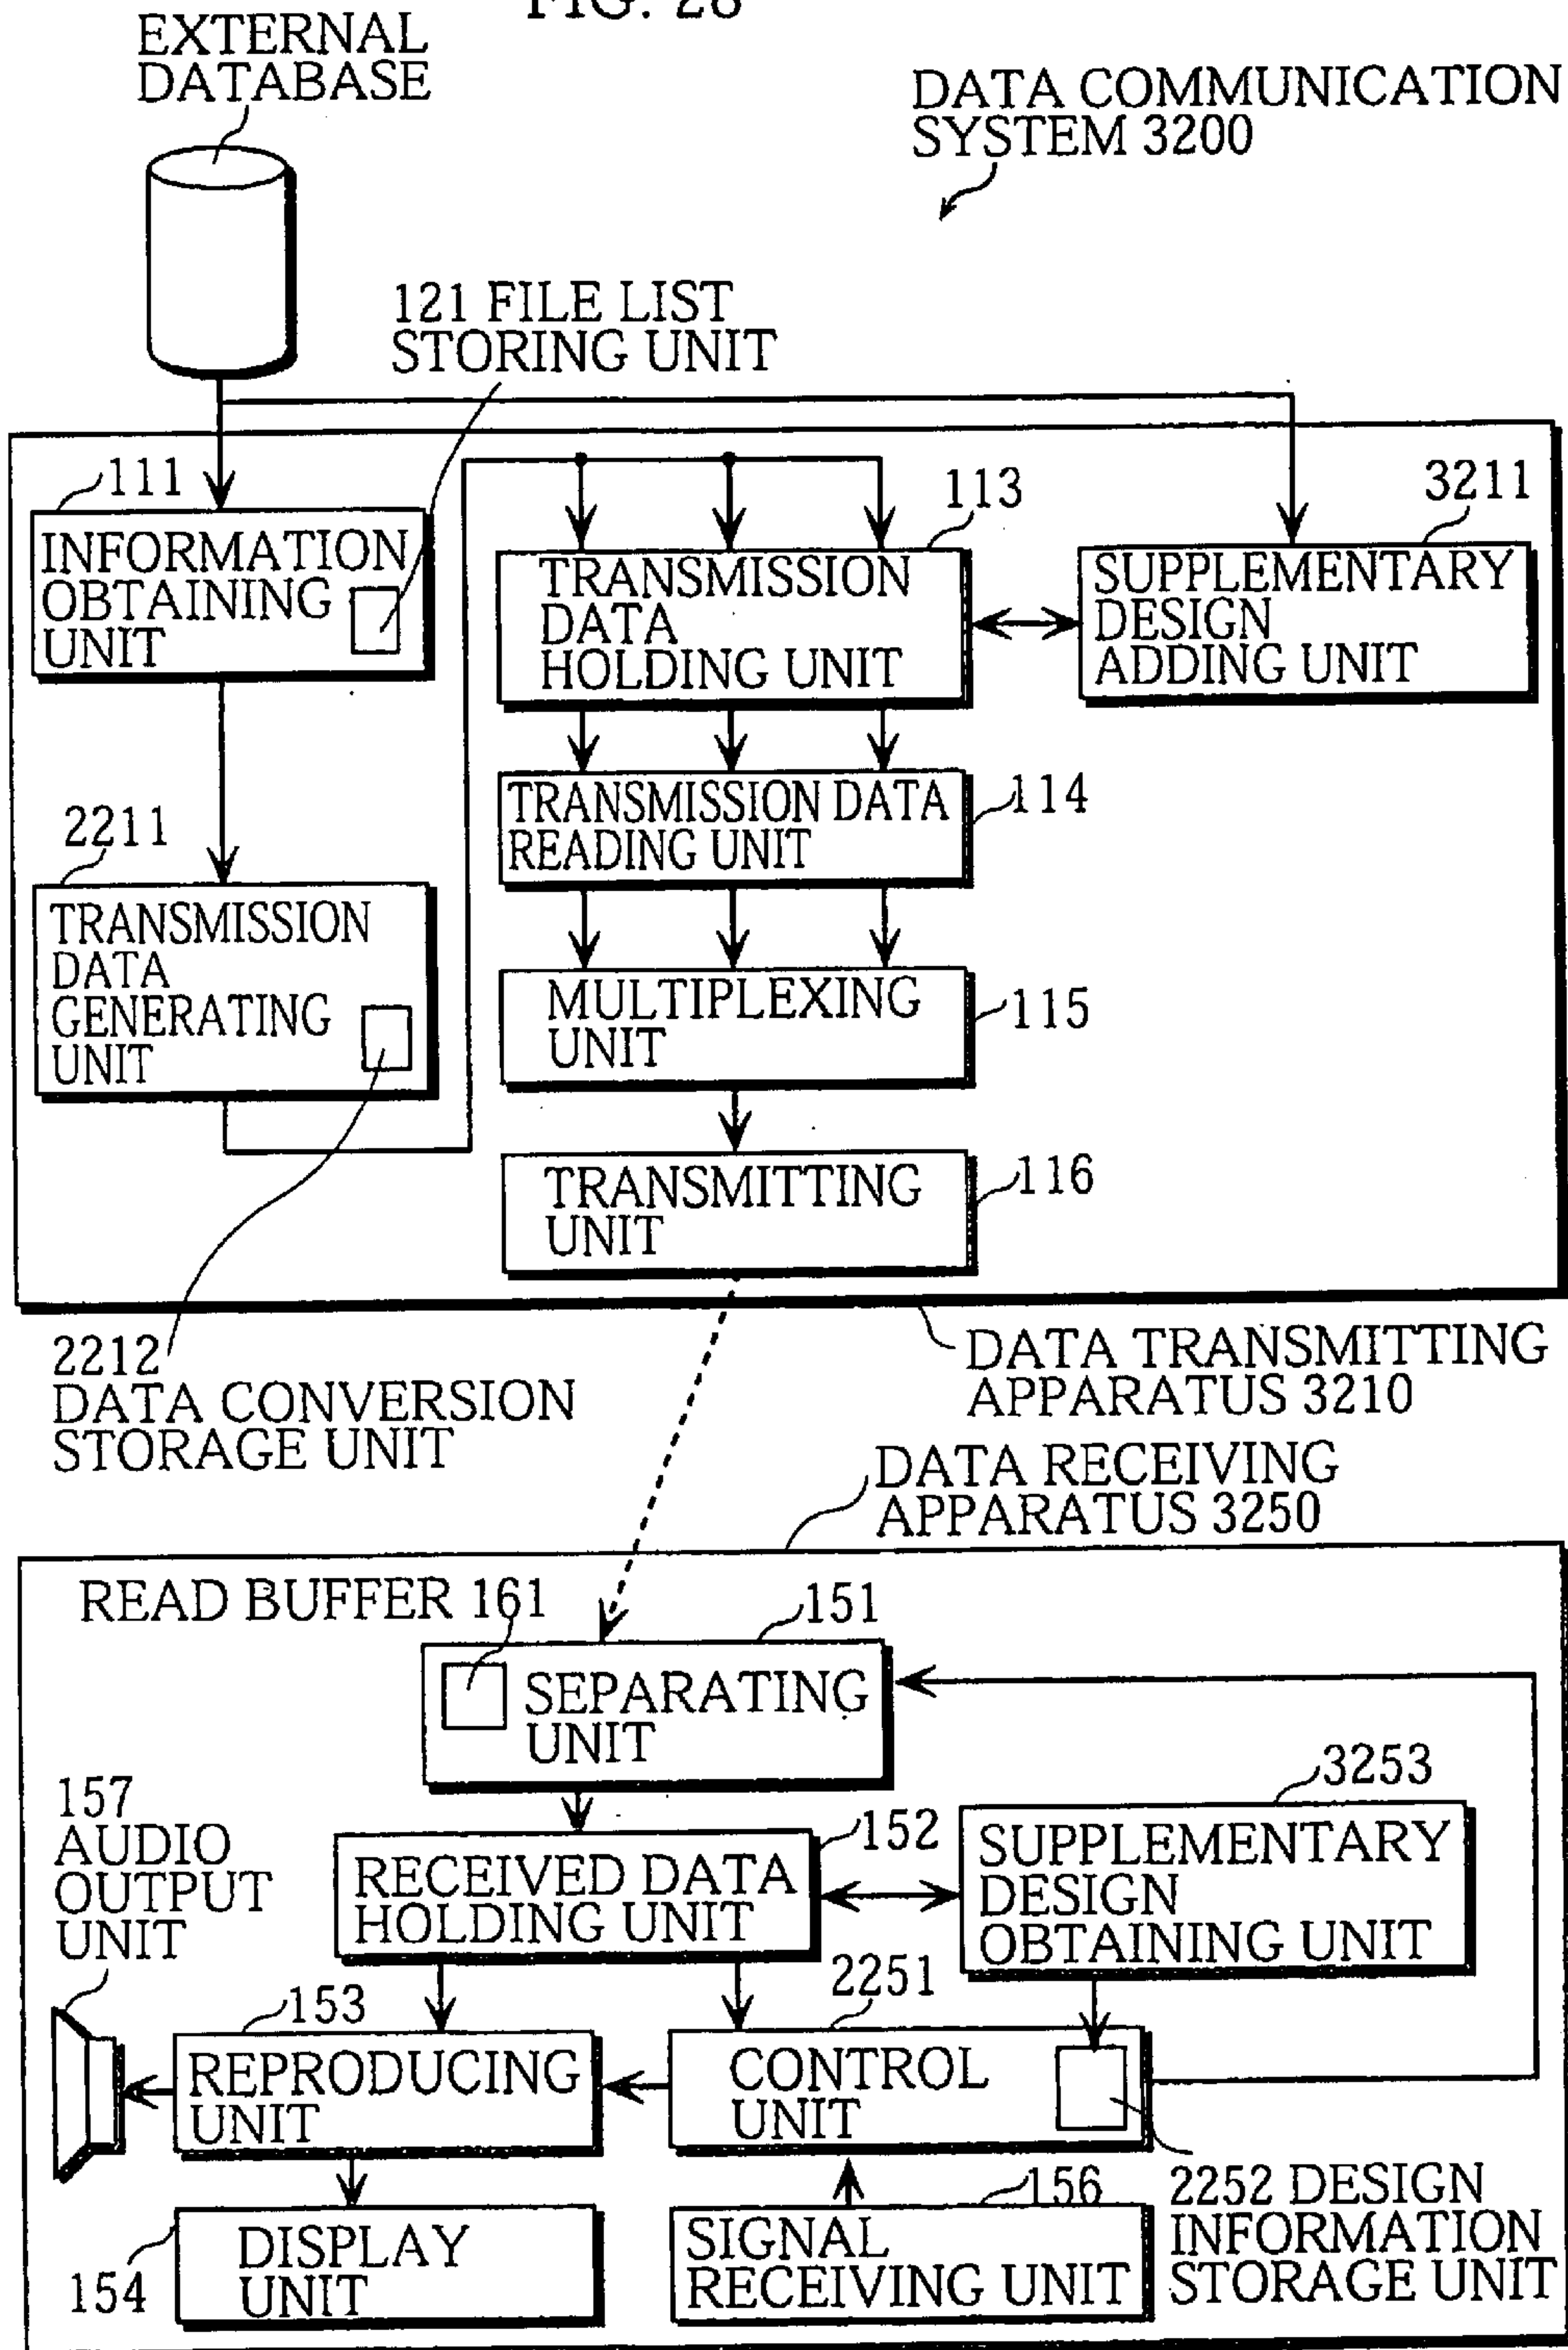 FIG. 28
EXTERNAL
DATABASE
DATA COMMUNICATION
SYSTEM 3200
121 FILE LIST
STORING UNIT
111
INFORMATION
OBTAINING
UNIT
113
TRANSMISSION
DATA
HOLDING UNIT
3211
SUPPLEMENTARY
DESIGN
ADDING UNIT
TRANSMISSION DATA
READING UNIT
114
2211
TRANSMISSION
DATA
GENERATING
UNIT
MULTIPLEXING
UNIT
115
TRANSMITTING
UNIT
116
2212
DATA CONVERSION
STORAGE UNIT
DATA TRANSMITTING
APPARATUS 3210
DATA RECEIVING
APPARATUS 3250
READ BUFFER 161
151
SEPARATING
UNIT
157
AUDIO
OUTPUT
UNIT
152
RECEIVED DATA
HOLDING UNIT
3253
SUPPLEMENTARY
DESIGN
OBTAINING UNIT
153
REPRODUCING
UNIT
2251
CONTROL
UNIT
154
DISPLAY
UNIT
156
SIGNAL
RECEIVING UNIT
2252 DESIGN
INFORMATION
STORAGE UNIT